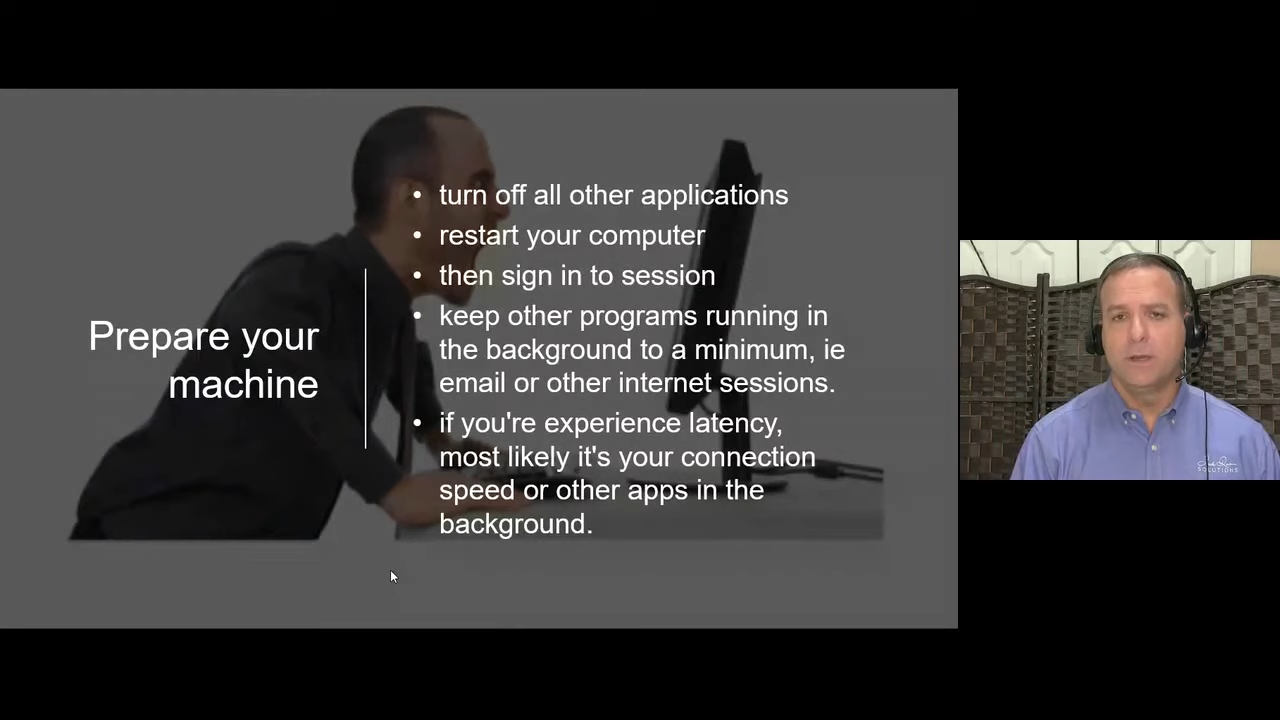 Prepare your
machine
• turn off all other applications
• restart your computer
• then sign in to session
• keep other programs running in
the background to a minimum, ie
email or other internet sessions.
• if you're experience latency,
most likely it's your connection
speed or other apps in the
background.
SOLUTIONS